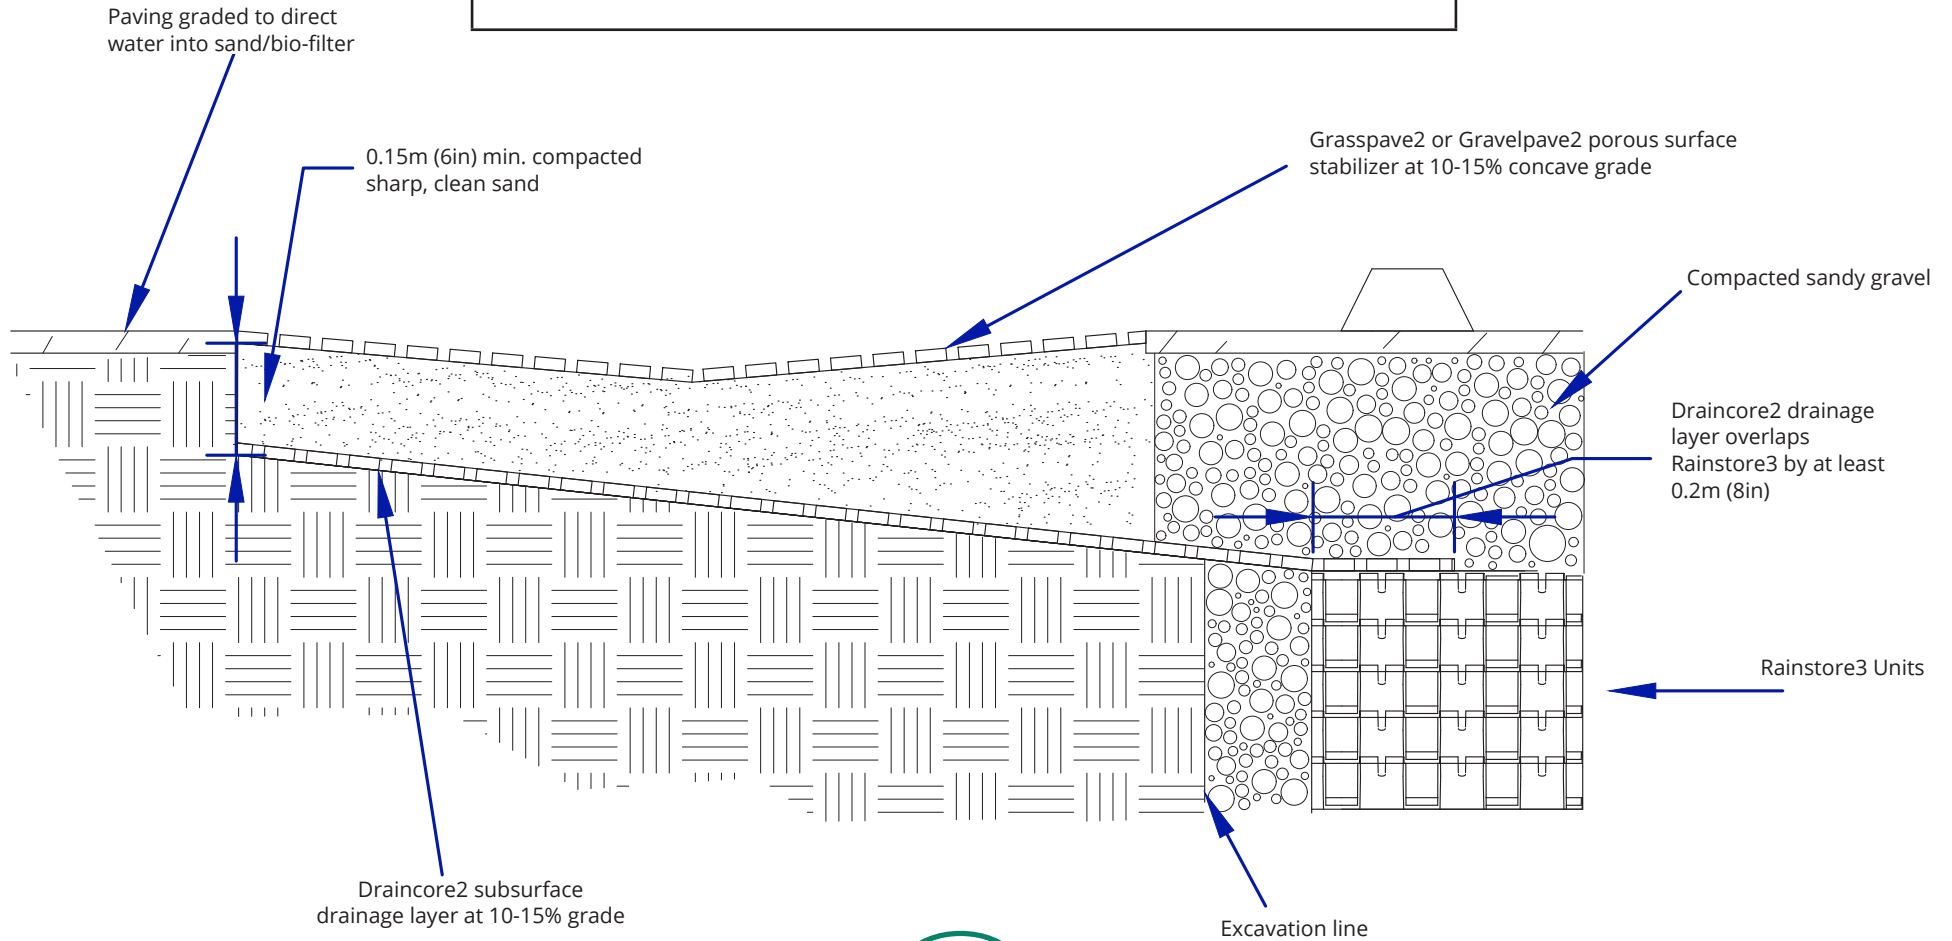 Paving graded to direct
water into sand/bio-filter
0.15m (6in) min. compacted
sharp, clean sand
Grasspave2 or Gravelpave2 porous surface
stabilizer at 10-15% concave grade
Compacted sandy gravel
Draincore2 drainage
layer overlaps
Rainstore3 by at least
0.2m (8in)
Rainstore3 Units
Draincore2 subsurface
drainage layer at 10-15% grade
Excavation line